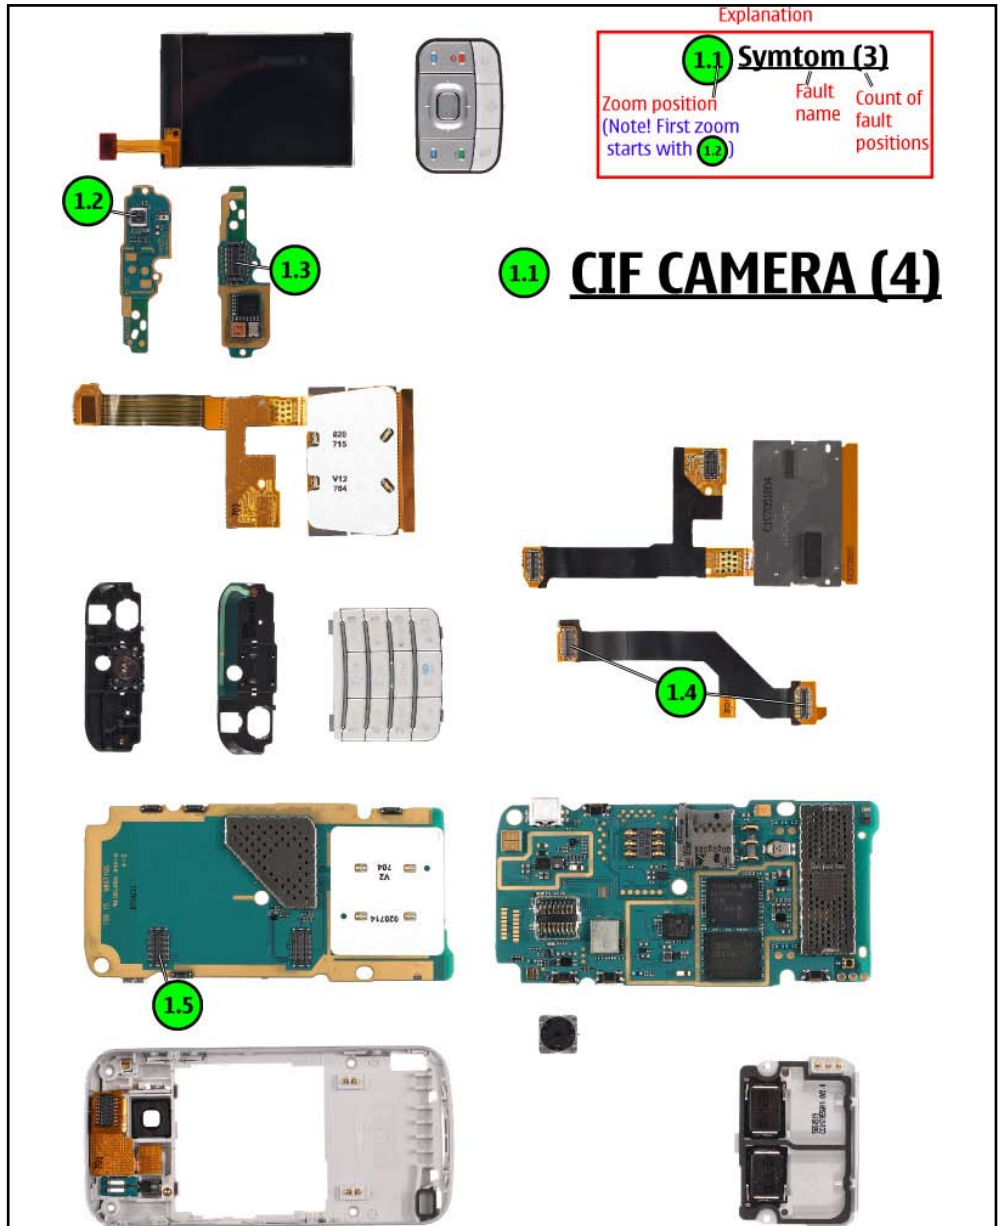 Explanation
1.1 Symtom (3)
Zoom position
(Note! First zoom
starts with 1.2)
Fault
name
Count of
fault
positions
1.2
1.3
1.1 CIF CAMERA (4)
020
715
V12
704
1.4
V2
704
020714
1.5